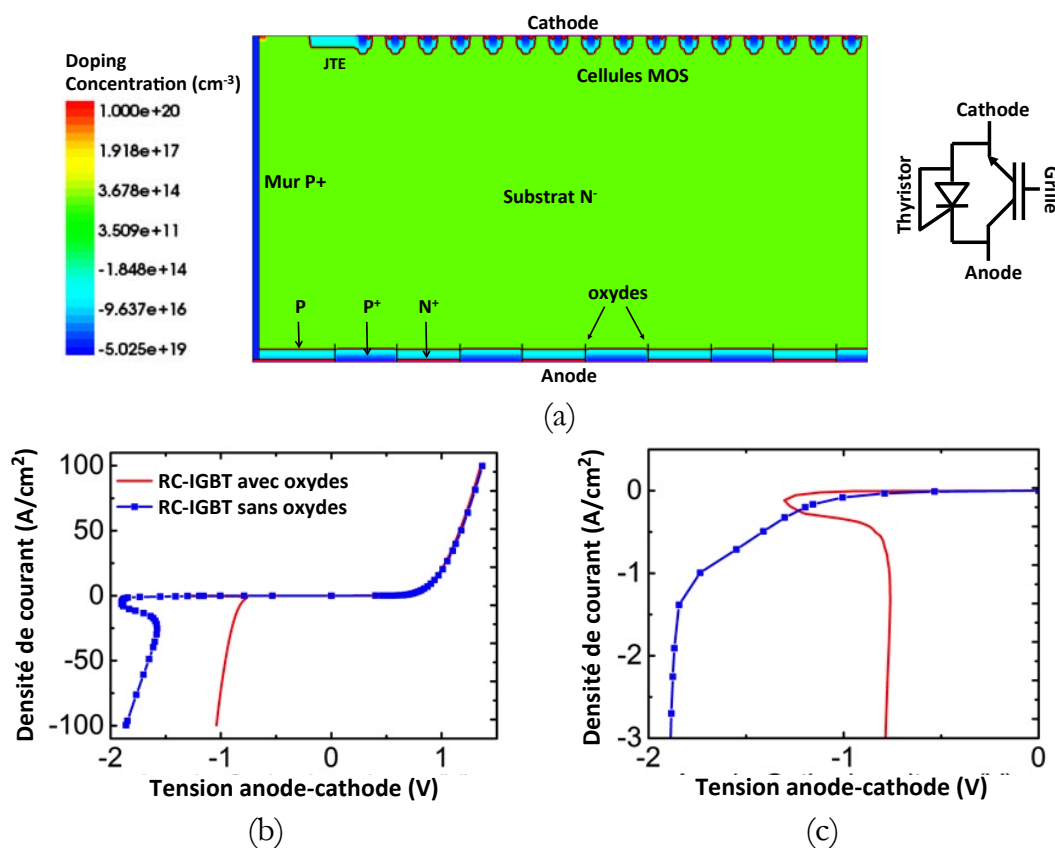 Cathode
Doping
Concentration (cm⁻³)
1.000e+20
1.918e+17
3.678e+14
3.509e+11
-1.848e+14
-9.637e+16
-5.025e+19
JTE
Cellules MOS
Mur P+
Substrat N⁻
P
P⁺
N⁺
oxydes
Anode
Cathode
Thyristor
Grille
Anode
(a)
Densité de courant (A/cm²)
100
50
0
-50
-100
RC-IGBT avec oxydes
RC-IGBT sans oxydes
-2
-1
0
1
Tension anode-cathode (V)
(b)
Densité de courant (A/cm²)
0
-1
-2
-3
-2
-1
0
Tension anode-cathode (V)
(c)